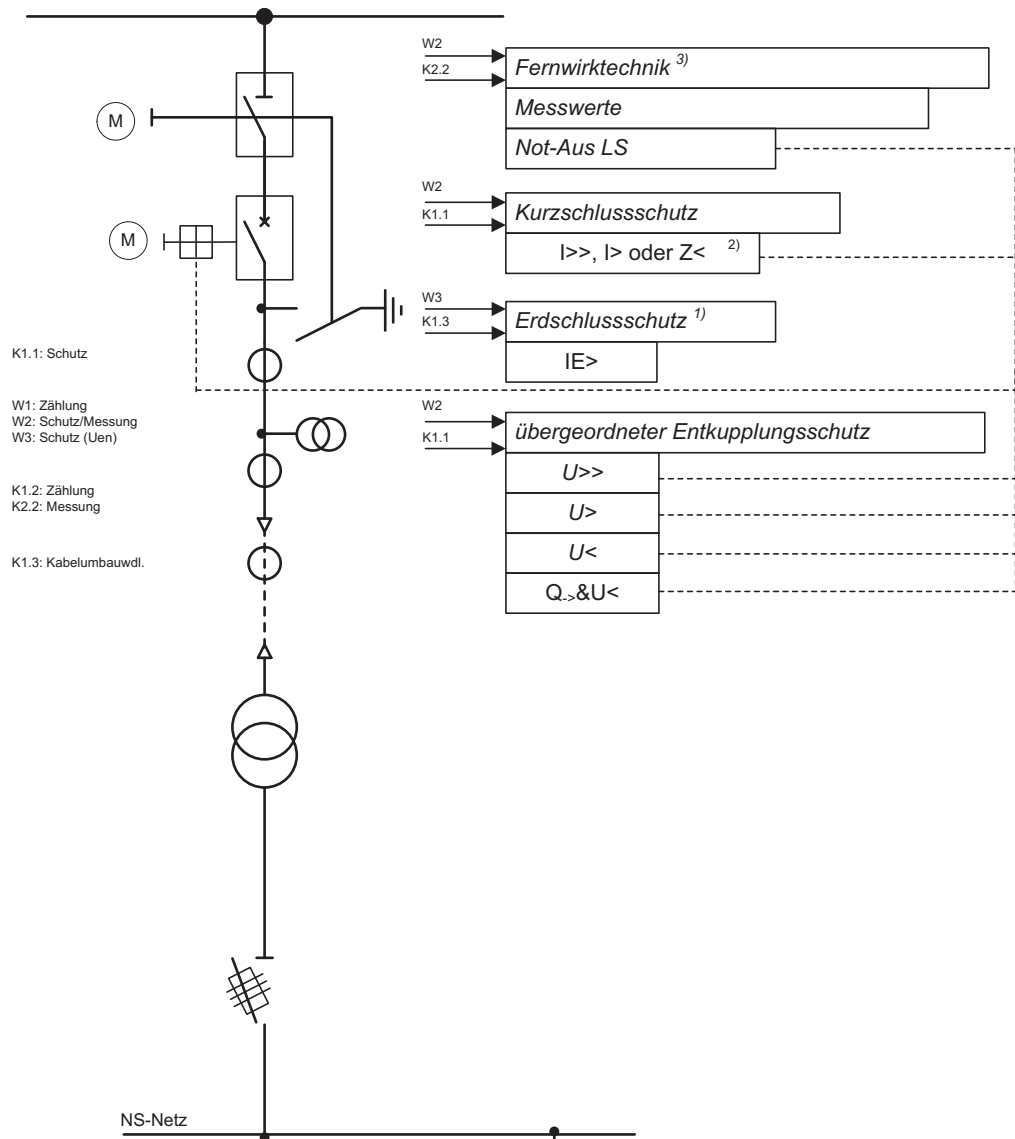 W2
K2.2
Fernwirktechnik 3)
Messwerte
Not-Aus LS
M
W2
K1.1
Kurzschlussschutz
I>>, I> oder Z< 2)
M
W3
K1.3
Erdschlussschutz 1)
IE>
K1.1: Schutz
W1: Zählung
W2: Schutz/Messung
W3: Schutz (Uen)
W2
K1.1
übergeordneter Entkupplungsschutz
U>>
U>
U<
Q->&U<
K1.2: Zählung
K2.2: Messung
K1.3: Kabelumbauwdl.
NS-Netz